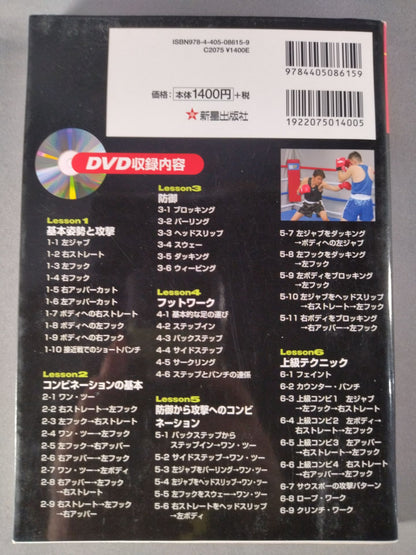 ISBN978-4-405-08615-9
C2075 ¥1400E
価格：本体1400円+税
新星出版社
9784405086159
1922075014005
DVD収録内容
Lesson1
基本姿勢と攻撃
1-1 左ジャブ
1-2 右ストレート
1-3 左フック
1-4 右フック
1-5 右アッパーカット
1-6 左アッパーカット
1-7 ボディへの右ストレート
1-8 ボディへの左フック
1-9 ボディへの右フック
1-10 接近戦でのショートパンチ
Lesson2
コンビネーションの基本
2-1 ワン・ツー
2-2 右ストレート→左フック
2-3 左フック→右ストレート
2-4 ワン・ツー→左フック
2-5 左フック→右アッパー
2-6 右アッパー→左フック
2-7 ワン・ツー→左ボディ
2-8 右アッパー→左フック
→右ストレート
2-9 右ストレート→左フック
→右アッパー
Lesson3
防御
3-1 ブロッキング
3-2 パーリング
3-3 ヘッドスリップ
3-4 スウェー
3-5 ダッキング
3-6 ウィービング
Lesson4
フットワーク
4-1 基本的な足の運び
4-2 ステップイン
4-3 バックステップ
4-4 サイドステップ
4-5 サークリング
4-6 ステップとパンチの連係
Lesson5
防御から攻撃へのコンビ
ネーション
5-1 バックステップから
ステップイン→ワン・ツー
5-2 サイドステップ→ワン・ツー
5-3 左ジャブをパーリング→ワン・ツー
5-4 左ジャブをヘッドスリップ→ワン・ツー
5-5 左フックをスウェー→ワン・ツー
5-6 右ストレートをヘッドスリップ
→左ボディ
5-7 左ジャブをダッキング
→ボディへの左ジャブ
5-8 左フックをダッキング
→左フック
5-9 左ボディをブロッキング
→左フック
5-10 左ジャブをヘッドスリップ
→右ストレート→左フック
5-11 右ボディをブロッキング
→右アッパー→左フック
Lesson6
上級テクニック
6-1 フェイント
6-2 カウンター・パンチ
6-3 上級コンビ1 左ジャブ
→左フック→右ストレート
6-4 上級コンビ2 左ボディ→
右ストレート→左フック
6-5 上級コンビ3 左アッパー
→右ストレート→左フック
6-6 上級コンビ4 右ストレート
→右アッパー→左フック
6-7 サウスポーの攻撃パターン
6-8 ロープ・ワーク
6-9 クリンチ・ワーク